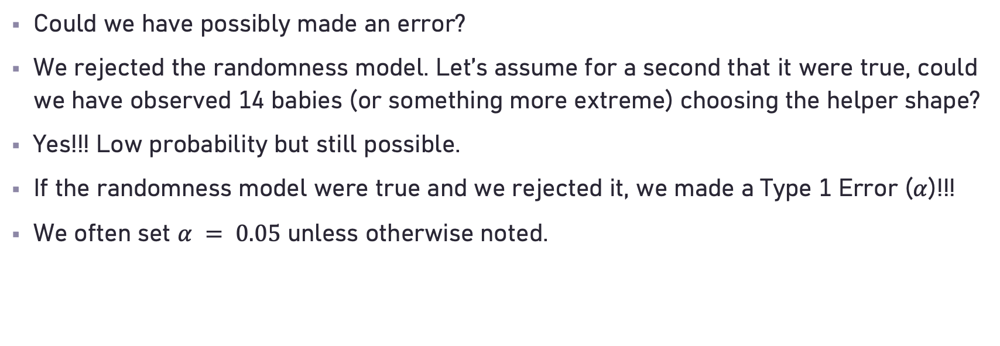 ▪ Could we have possibly made an error?
▪ We rejected the randomness model. Let’s assume for a second that it were true, could
we have observed 14 babies (or something more extreme) choosing the helper shape?
▪ Yes!!! Low probability but still possible.
▪ If the randomness model were true and we rejected it, we made a Type 1 Error (𝛼)!!!
▪ We often set 𝛼 = 0.05 unless otherwise noted.